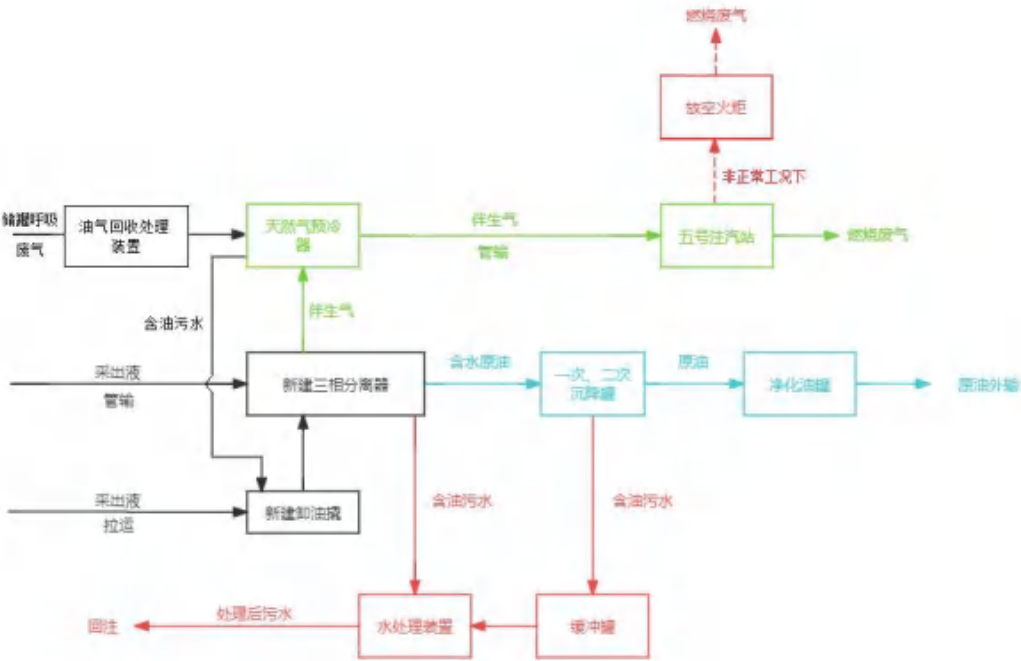 燃烧废气
放空火炬
非正常工况下
储罐呼吸
废气
油气回收处理
装置
天然气预冷
器
伴生气
管输
五号注汽站
燃烧废气
伴生气
含油污水
采出液
管输
新建三相分离器
含水原油
一次、二次
沉降罐
原油
净化油罐
原油外输
采出液
拉运
新建卸油撬
含油污水
含油污水
回注
处理后污水
水处理装置
缓冲罐